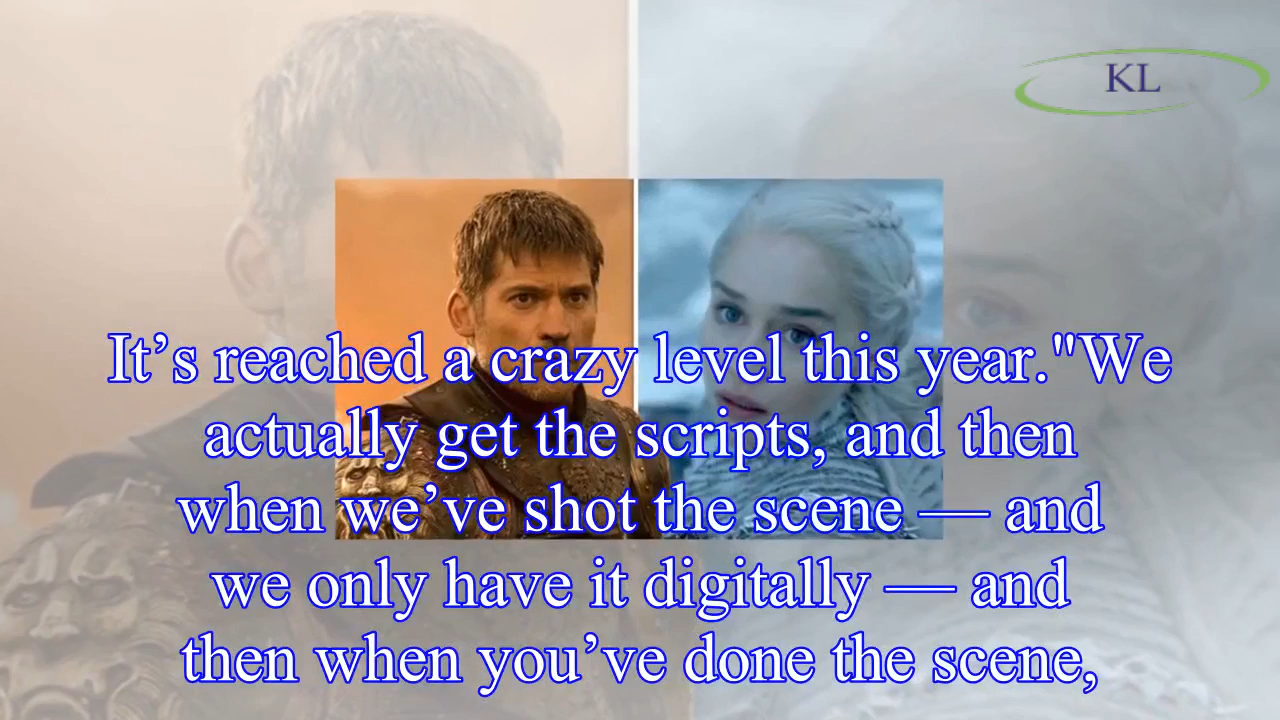 KL
It’s reached a crazy level this year."We
actually get the scripts, and then
when we’ve shot the scene — and
we only have it digitally — and
then when you’ve done the scene,